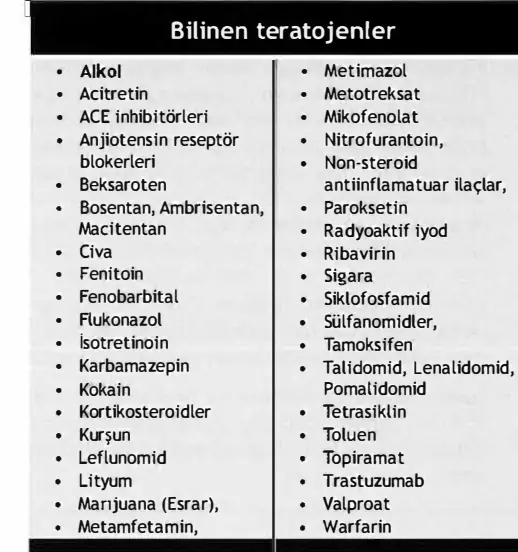 Bilinen teratojenler
• Alkol
• Acitretin
• ACE inhibitörleri
• Anjiotensin reseptör
blokerleri
• Beksaroten
• Bosentan, Ambrisentan,
Macitentan
• Civa
• Fenitoin
• Fenobarbital
• Flukonazol
• İsotretinoin
• Karbamazepin
• Kokain
• Kortikosteroidler
• Kurşun
• Leflunomid
• Lityum
• Marıjuana (Esrar),
• Metamfetamin,
• Metimazol
• Metotreksat
• Mikofenolat
• Nitrofurantoin,
• Non-steroid
antiinflamatuar ilaçlar,
• Paroksetin
• Radyoaktif iyod
• Ribavirin
• Sigara
• Siklofosfamid
• Sülfanomidler,
• Tamoksifen
• Talidomid, Lenalidomid,
Pomalidomid
• Tetrasiklin
• Toluen
• Topiramat
• Trastuzumab
• Valproat
• Warfarin